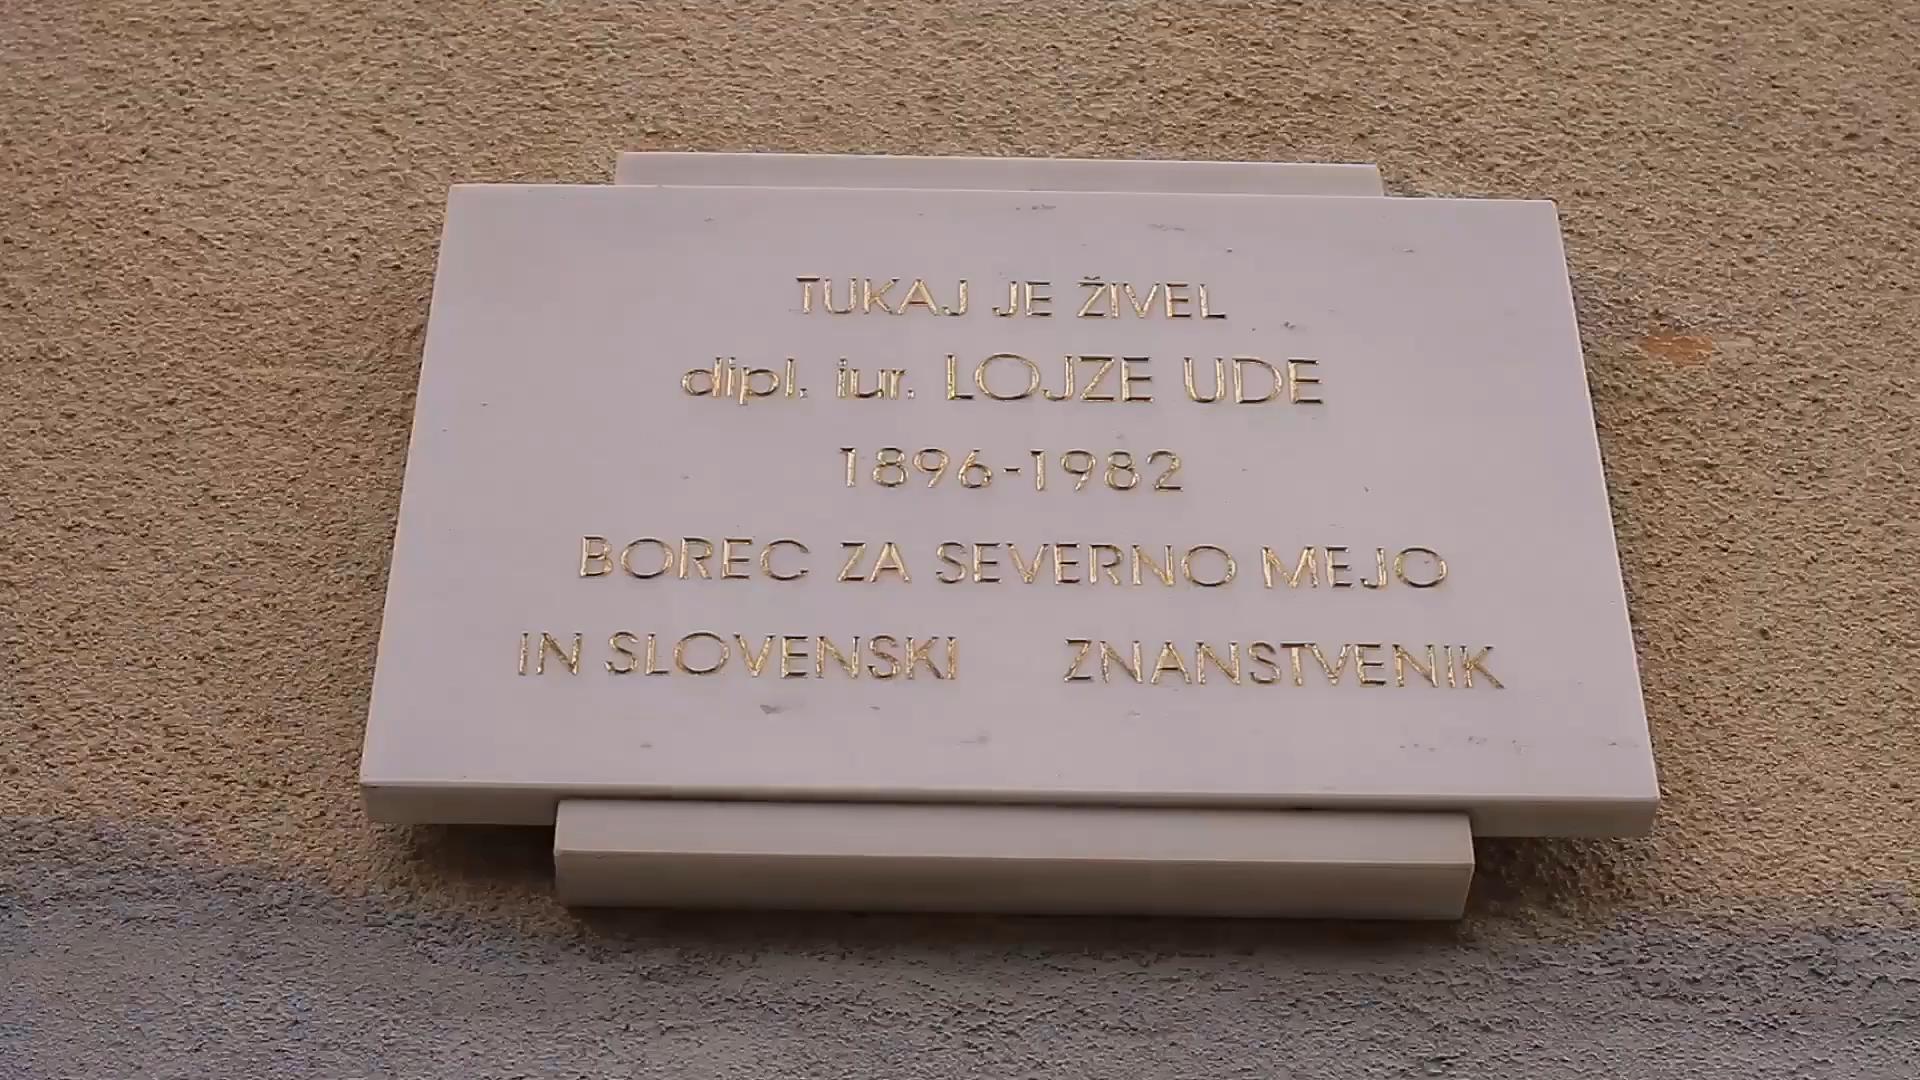 TUKAJ JE ŽIVEL
dipl. iur. LOJZE UDE
1896-1982
BOREC ZA SEVERNO MEJO
IN SLOVENSKI ZNANSTVENIK